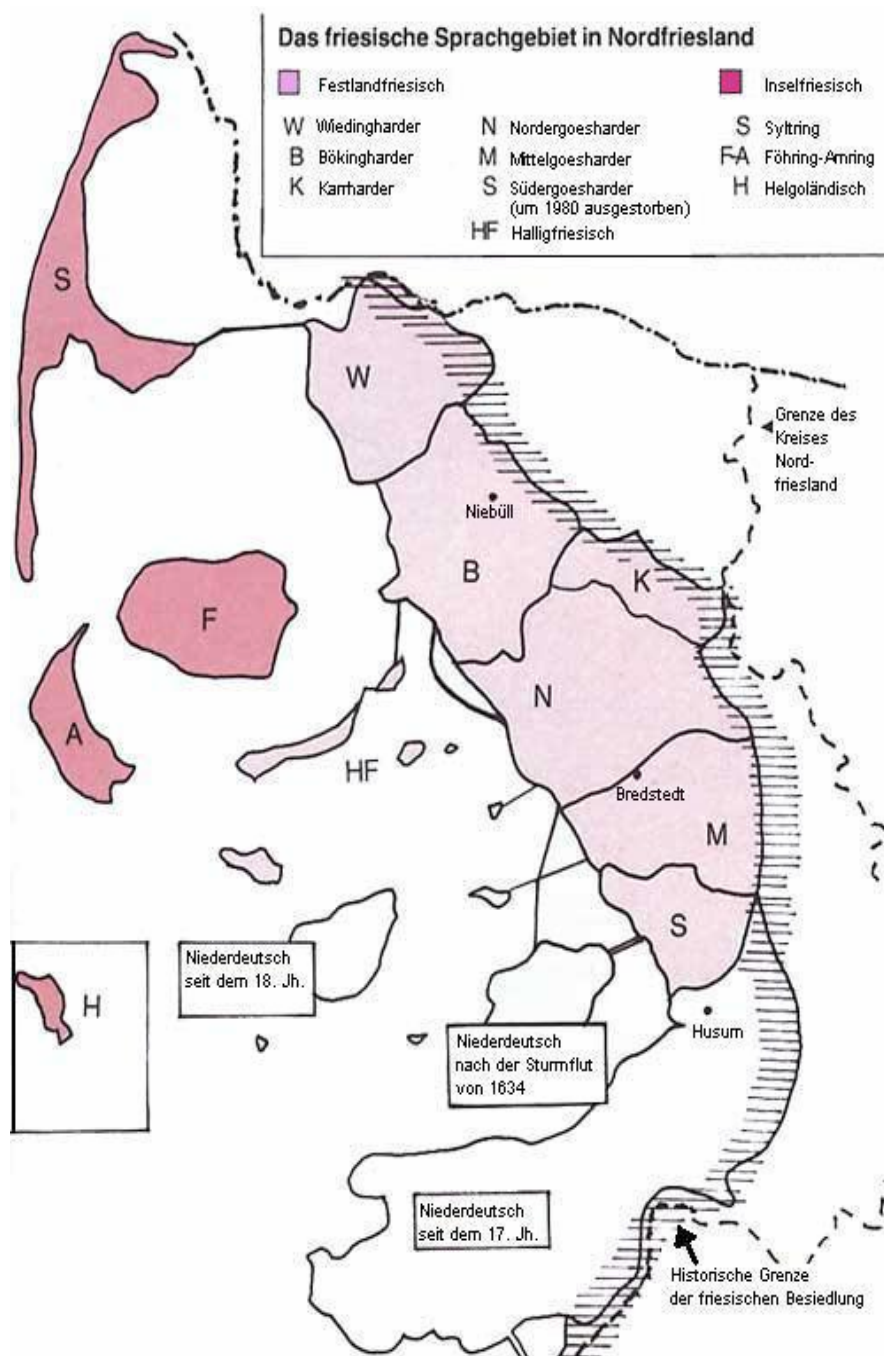 Das friesische Sprachgebiet in Nordfriesland
Festlandfriesisch
Inselfriesisch
W Wiedingharder
N Nordergoesharder
S Syltring
B Bökingharder
M Mittelgoesharder
F-A Föhring-Amring
K Karrharder
S Südergoesharder
(um 1980 ausgestorben)
H Helgoländisch
HF Halligfriesisch
S
W
Grenze des
Kreises
Nord-
friesland
Niebüll
B
K
F
N
A
HF
Bredstedt
M
S
Niederdeutsch
seit dem 18. Jh.
H
Husum
Niederdeutsch
nach der Sturmflut
von 1634
Niederdeutsch
seit dem 17. Jh.
Historische Grenze
der friesischen Besiedlung